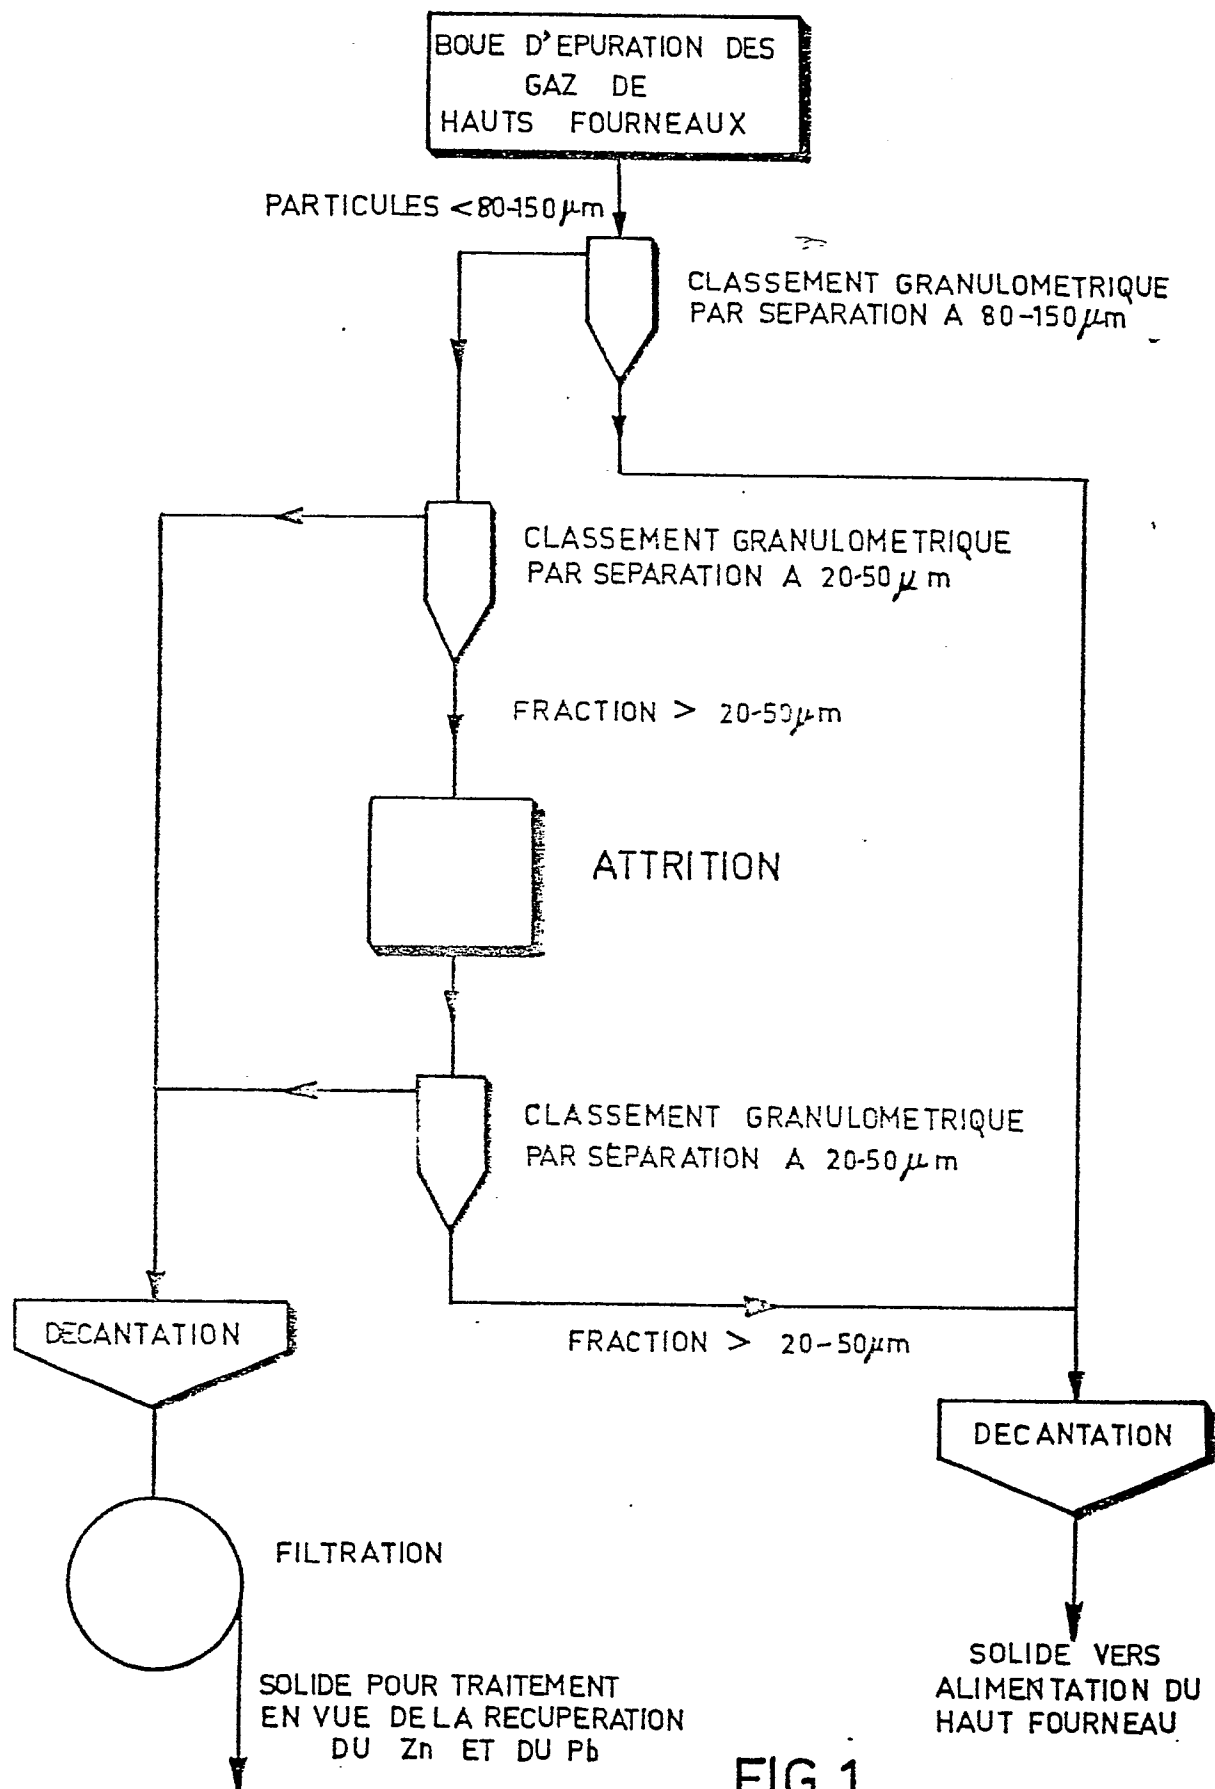 BOUE D'EPURATION DES
GAZ DE
HAUTS FOURNEAUX
PARTICULES <80-150µm
CLASSEMENT GRANULOMETRIQUE
PAR SEPARATION A 80-150µm
CLASSEMENT GRANULOMETRIQUE
PAR SEPARATION A 20-50µm
FRACTION > 20-50µm
ATTRITION
CLASSEMENT GRANULOMETRIQUE
PAR SEPARATION A 20-50µm
DECANTATION
FRACTION > 20-50µm
DECANTATION
FILTRATION
SOLIDE POUR TRAITEMENT
EN VUE DE LA RECUPERATION
DU Zn ET DU Pb
SOLIDE VERS
ALIMENTATION DU
HAUT FOURNEAU
FIG 1